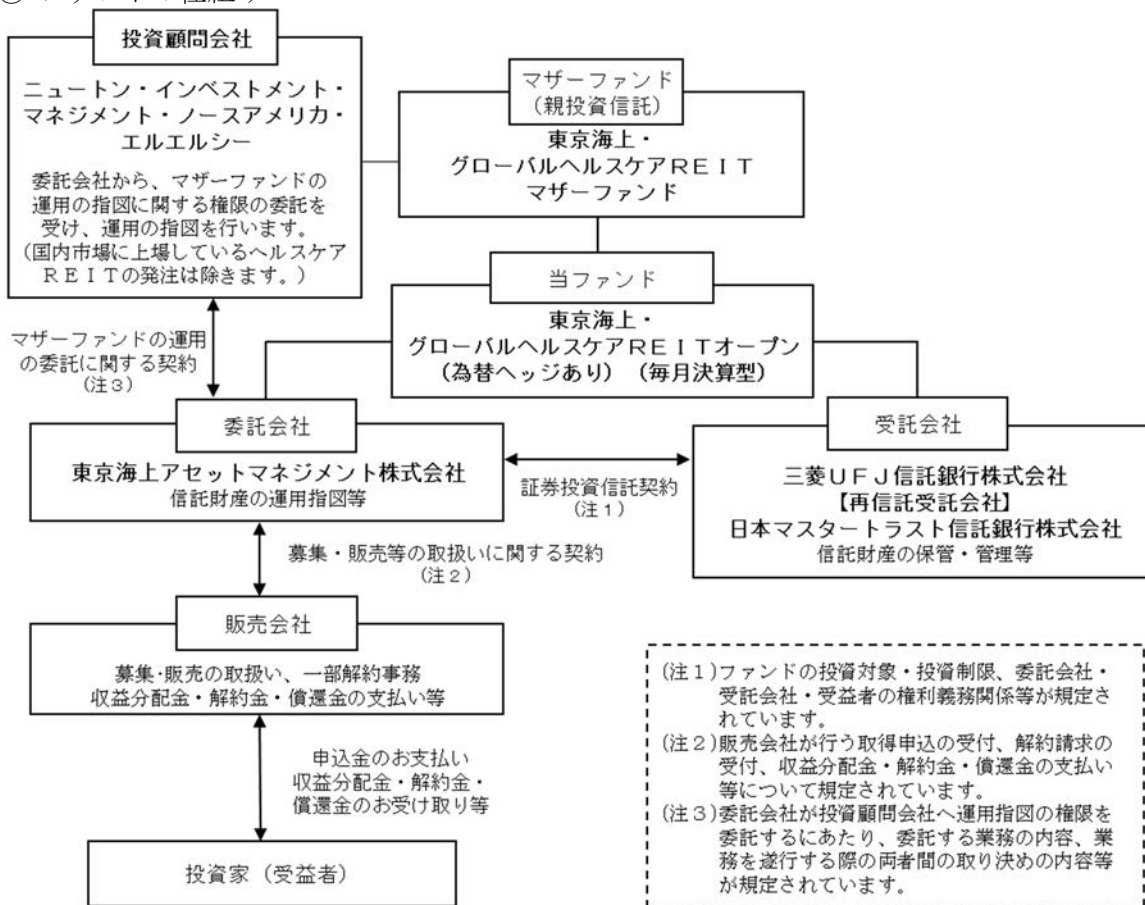 投資顧問会社
ニュートン・インベストメント・
マネジメント・ノースアメリカ・
エルエルシー
委託会社から、マザーファンドの
運用の指図に関する権限の委託を
受け、運用の指図を行います。
(国内市場に上場しているヘルスケア
ＲＥＩＴの発注は除きます。)
マザーファンド
(親投資信託)
東京海上・
グローバルヘルスケアＲＥＩＴ
マザーファンド
当ファンド
東京海上・
グローバルヘルスケアＲＥＩＴオープン
(為替ヘッジあり) (毎月決算型)
マザーファンドの運用
の委託に関する契約
(注３)
委託会社
東京海上アセットマネジメント株式会社
信託財産の運用指図等
証券投資信託契約
(注１)
受託会社
三菱ＵＦＪ信託銀行株式会社
【再信託受託会社】
日本マスタートラスト信託銀行株式会社
信託財産の保管・管理等
募集・販売等の取扱いに関する契約
(注２)
販売会社
募集・販売の取扱い、一部解約事務
収益分配金・解約金・償還金の支払い等
申込金のお支払い
収益分配金・解約金・
償還金のお受け取り等
投資家 (受益者)
(注１)ファンドの投資対象・投資制限、委託会社・
受託会社・受益者の権利義務関係等が規定さ
れています。
(注２)販売会社が行う取得申込の受付、解約請求の
受付、収益分配金・解約金・償還金の支払い
等について規定されています。
(注３)委託会社が投資顧問会社へ運用指図の権限を
委託するにあたり、委託する業務の内容、業
務を遂行する際の両者間の取り決めの内容等
が規定されています。